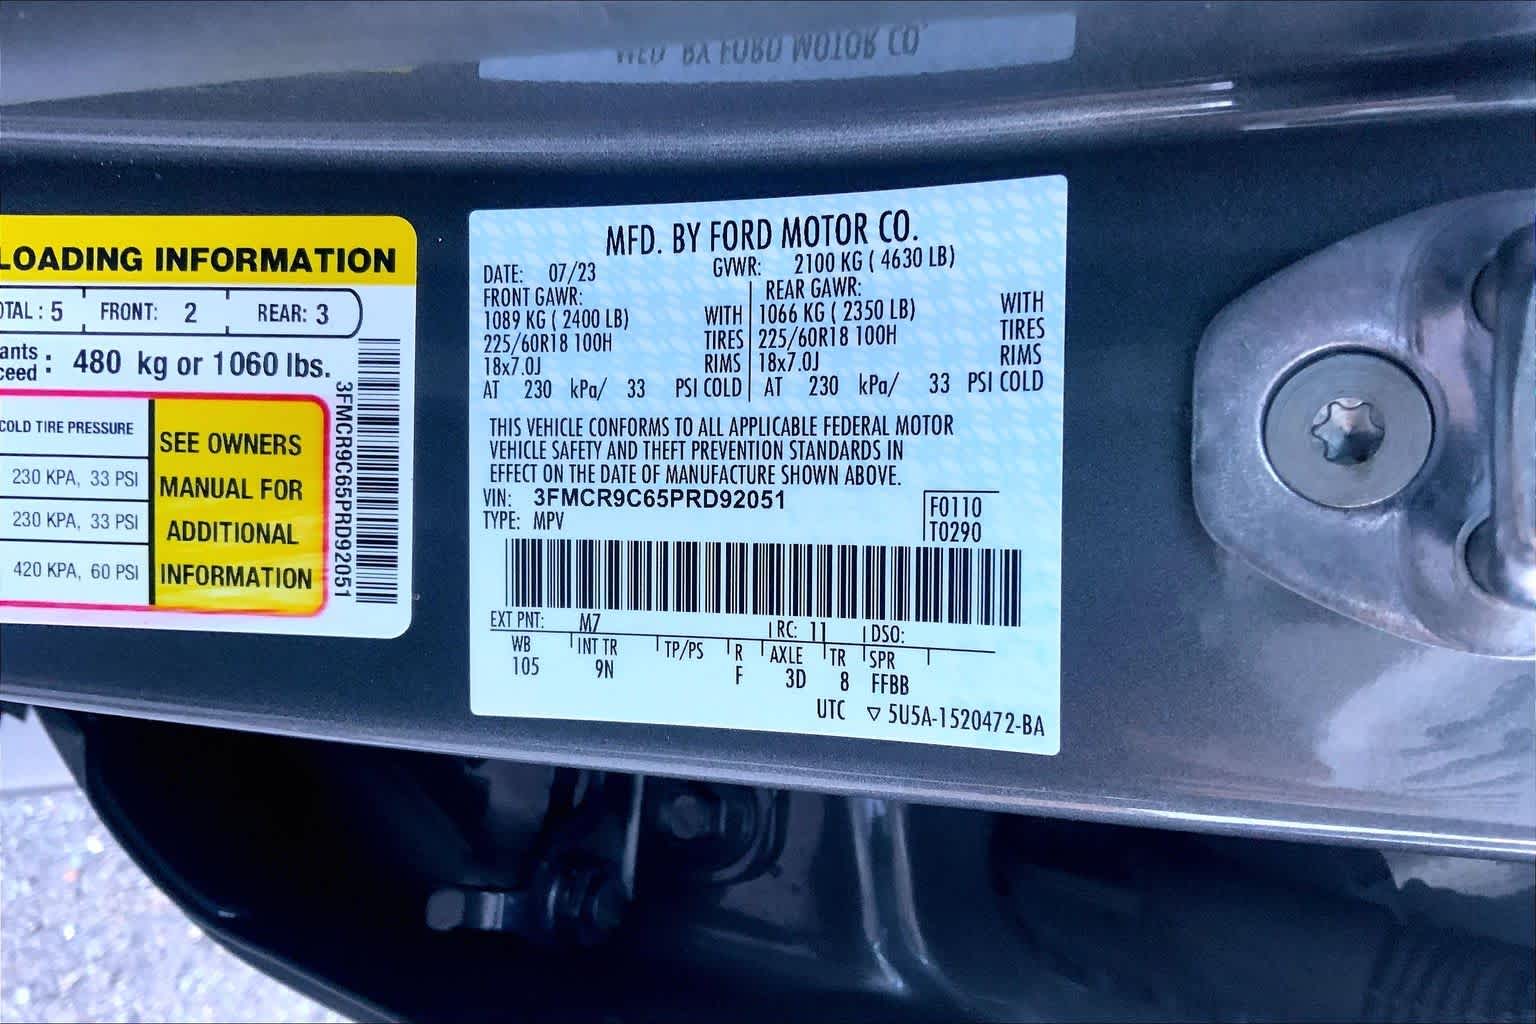 LOADING INFORMATION
OTAL : 5 FRONT: 2 REAR: 3
ants
ceed : 480 kg or 1060 lbs.
COLD TIRE PRESSURE
230 KPA, 33 PSI
230 KPA, 33 PSI
420 KPA, 60 PSI
SEE OWNERS
MANUAL FOR
ADDITIONAL
INFORMATION
3FMCR9C65PRD92051
MFD. BY FORD MOTOR CO.
MFD. BY FORD MOTOR CO.
DATE: 07/23 GVWR: 2100 KG ( 4630 LB)
FRONT GAWR: REAR GAWR:
1089 KG ( 2400 LB) WITH 1066 KG ( 2350 LB) WITH
225/60R18 100H TIRES 225/60R18 100H TIRES
18x7.0J RIMS 18x7.0J RIMS
AT 230 kPa/ 33 PSI COLD AT 230 kPa/ 33 PSI COLD
THIS VEHICLE CONFORMS TO ALL APPLICABLE FEDERAL MOTOR
VEHICLE SAFETY AND THEFT PREVENTION STANDARDS IN
EFFECT ON THE DATE OF MANUFACTURE SHOWN ABOVE.
VIN: 3FMCR9C65PRD92051 F0110
TYPE: MPV T0290
EXT PNT: M7 RC: 11 DSO:
WB INT TR TP/PS R AXLE TR SPR
105 9N F 3D 8 FFBB
UTC ▽ 5U5A-1520472-BA